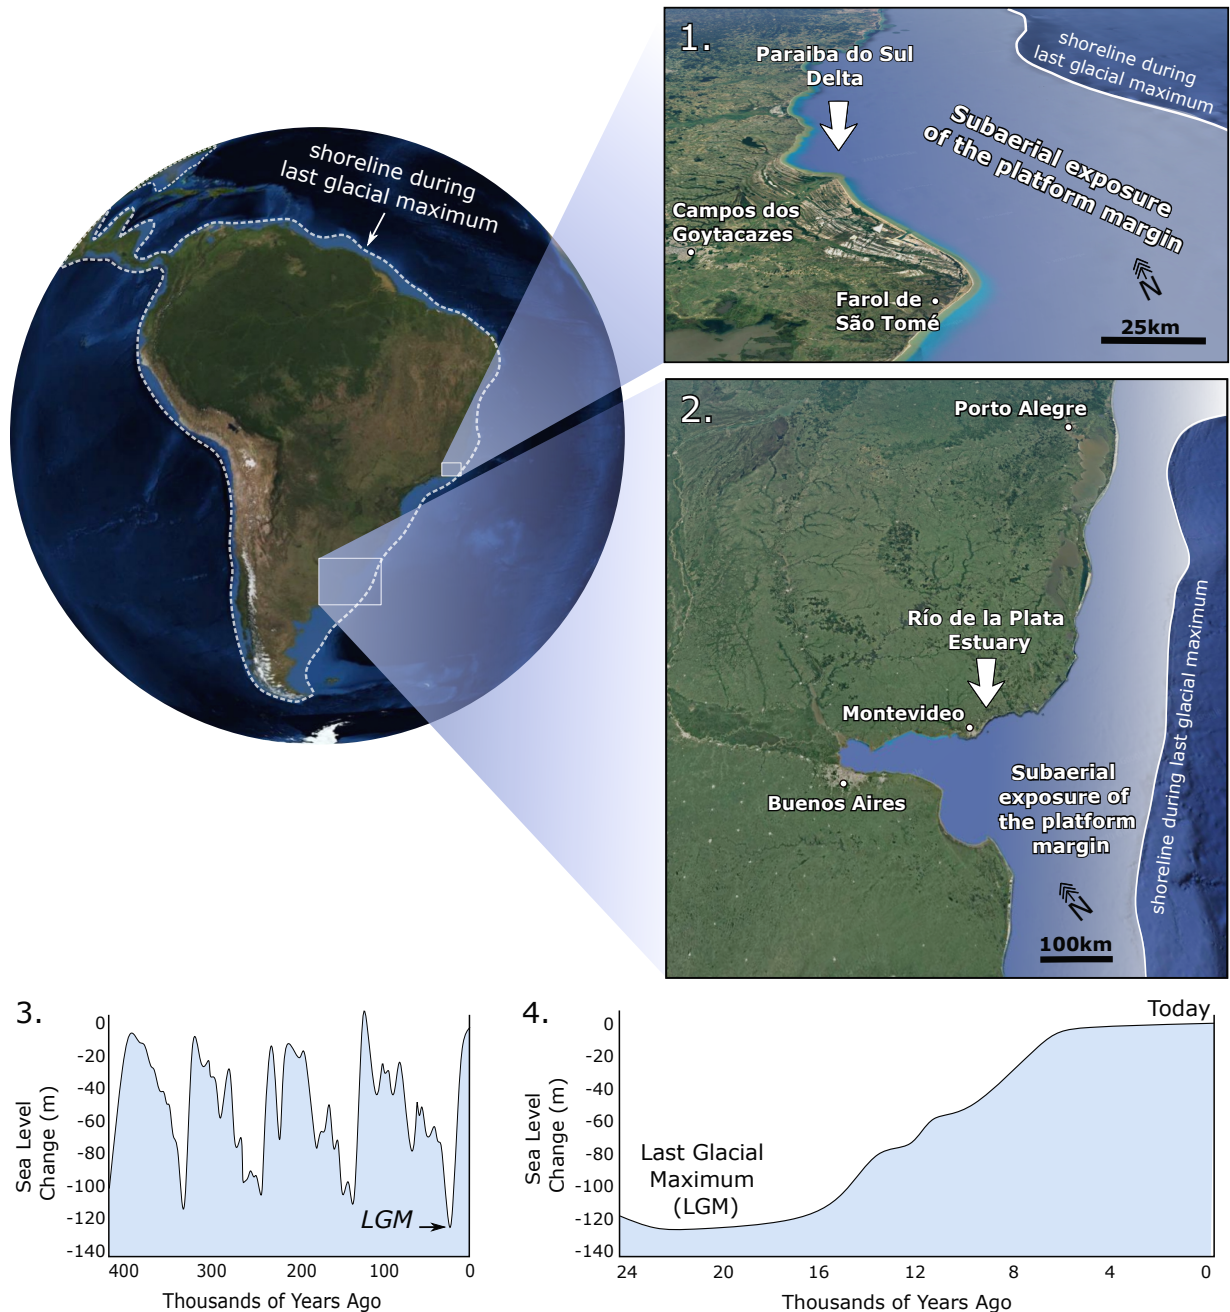 shoreline during
last glacial maximum
1.
Paraiba do Sul
Delta
shoreline during
last glacial maximum
Subaerial exposure
of the platform margin
Campos dos
Goytacazes
Farol de
São Tomé
N
25km
2.
Porto Alegre
Río de la Plata
Estuary
Montevideo
Buenos Aires
Subaerial
exposure of
the platform
margin
shoreline during last glacial maximum
N
100km
3.
0
-20
-40
-60
-80
-100
-120
-140
Sea Level
Change (m)
LGM
400 300 200 100 0
Thousands of Years Ago
4.
Today
0
-20
-40
-60
-80
-100
-120
-140
Sea Level
Change (m)
Last Glacial
Maximum
(LGM)
24 20 16 12 8 4 0
Thousands of Years Ago